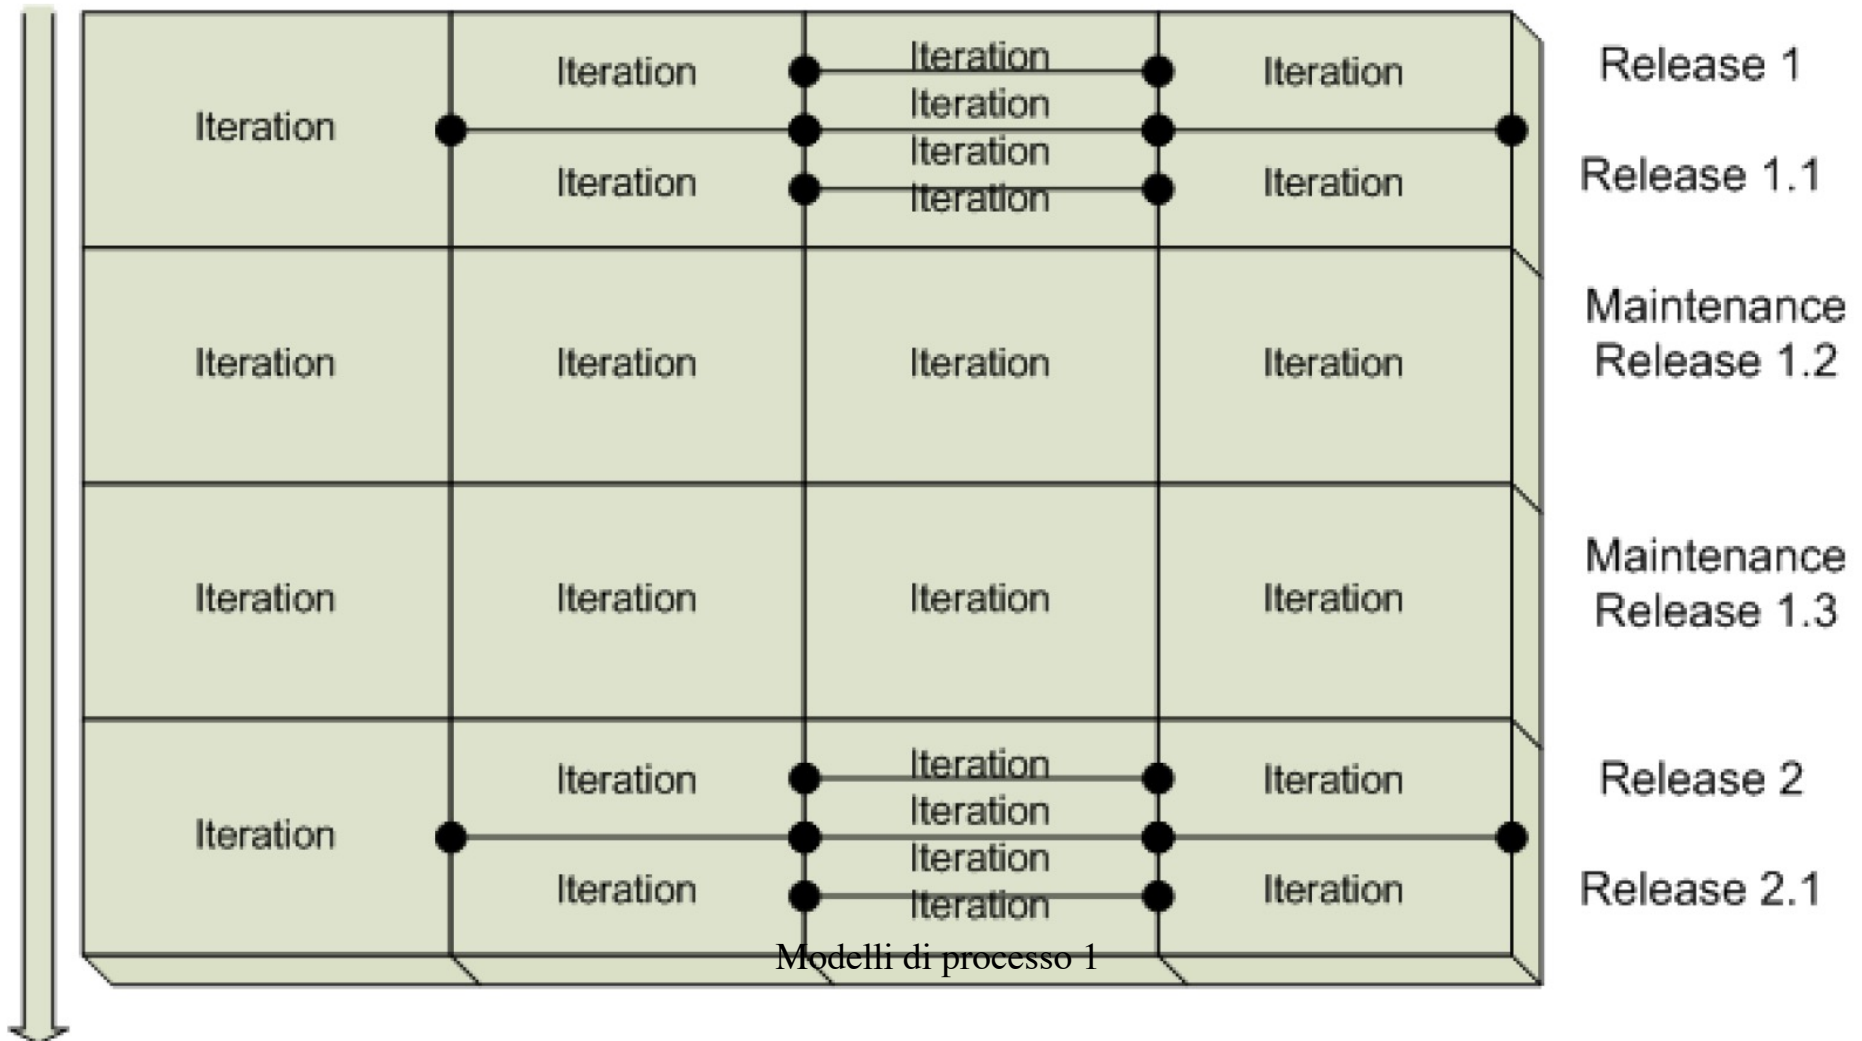 Iteration
Iteration
Iteration
Iteration
Release 1
Iteration
Iteration
Iteration
Iteration
Iteration
Release 1.1
Iteration
Iteration
Iteration
Iteration
Maintenance
Release 1.2
Iteration
Iteration
Iteration
Iteration
Maintenance
Release 1.3
Iteration
Iteration
Iteration
Iteration
Release 2
Iteration
Iteration
Iteration
Iteration
Iteration
Release 2.1
Modelli di processo 1